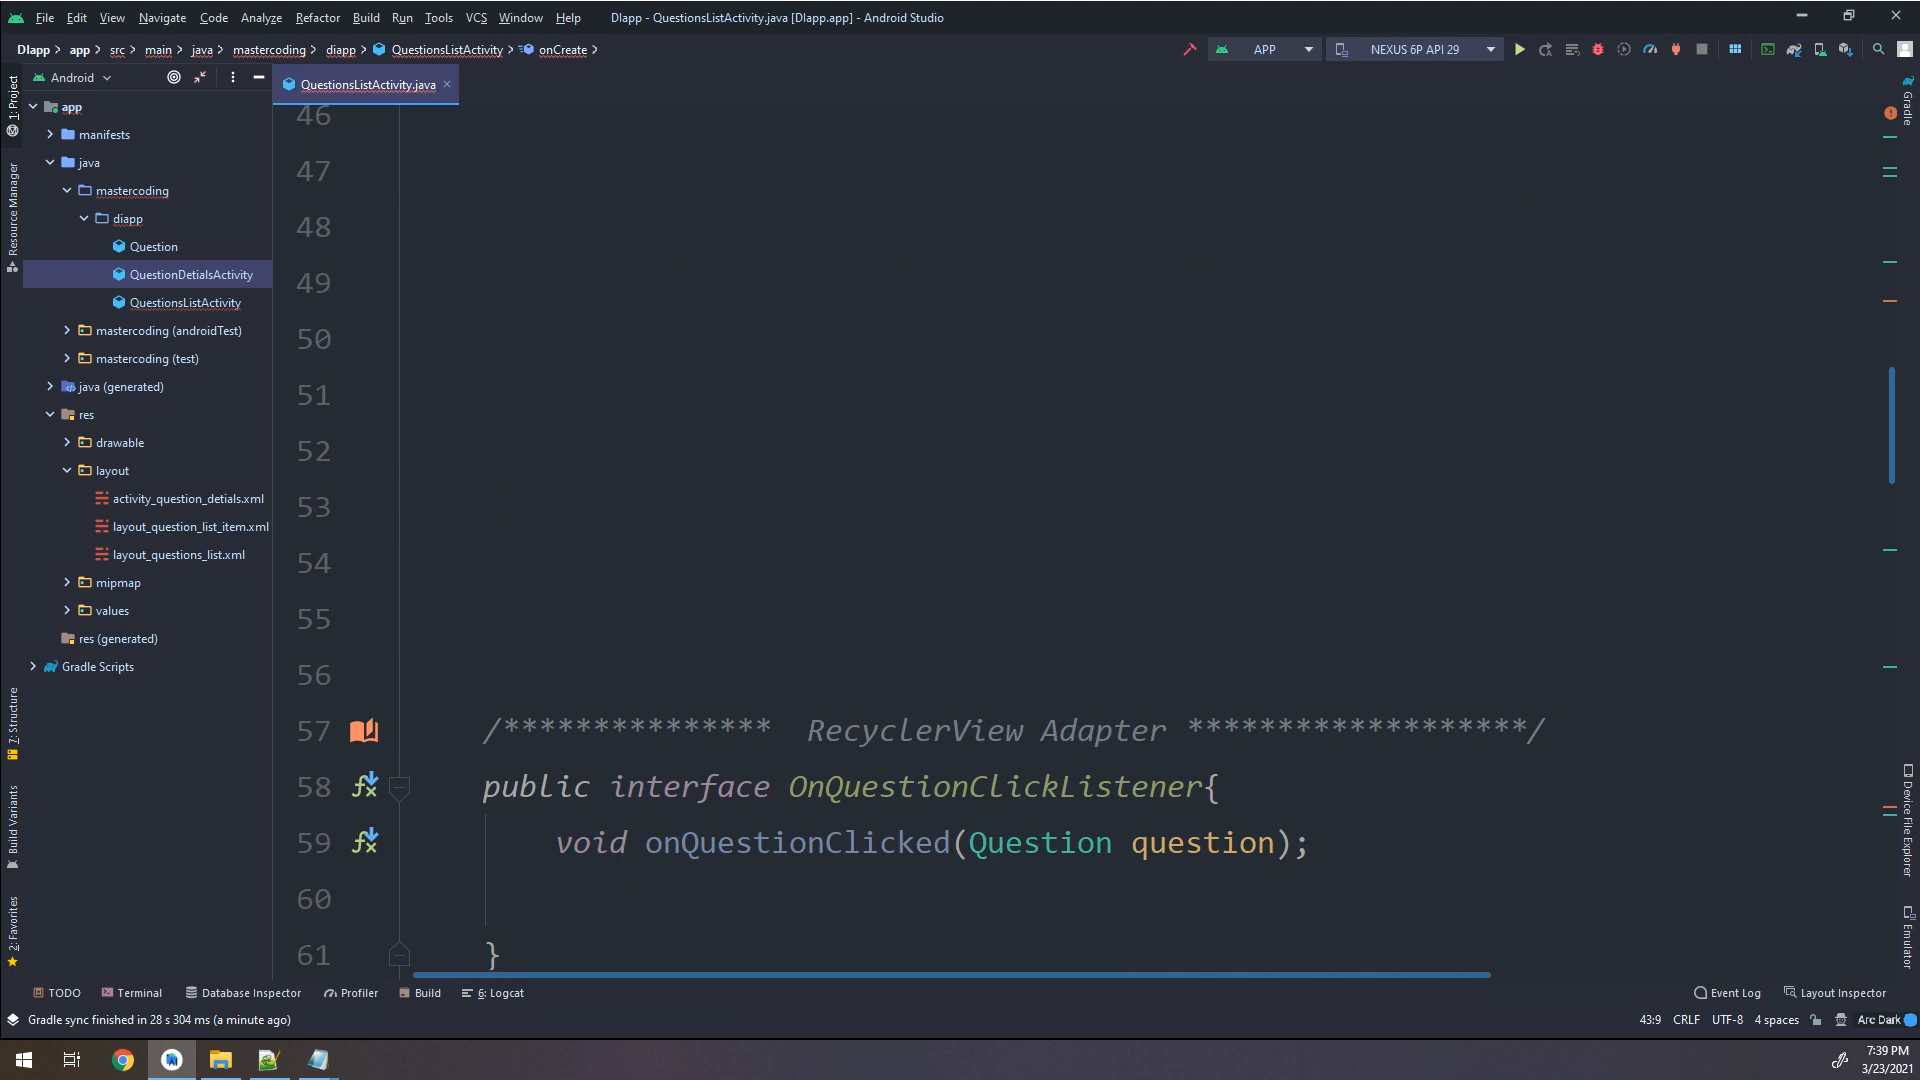 File Edit View Navigate Code Analyze Refactor Build Run Tools VCS Window Help DIapp - QuestionsListActivity.java [DIapp.app] - Android Studio
DIapp app src main java mastercoding diapp QuestionsListActivity onCreate APP NEXUS 6P API 29
Android
QuestionsListActivity.java
app
manifests
java
mastercoding
diapp
Question
QuestionDetialsActivity
QuestionsListActivity
mastercoding (androidTest)
mastercoding (test)
java (generated)
res
drawable
layout
activity_question_detials.xml
layout_question_list_item.xml
layout_questions_list.xml
mipmap
values
res (generated)
Gradle Scripts
1: Project
Resource Manager
7: Structure
Build Variants
2: Favorites
46
47
48
49
50
51
52
53
54
55
56
57 /*************** RecyclerView Adapter *******************/
58 public interface OnQuestionClickListener{
59 void onQuestionClicked(Question question);
60
61 }
Gradle
Device File Explorer
Emulator
TODO Terminal Database Inspector Profiler Build 6: Logcat Event Log Layout Inspector
Gradle sync finished in 28 s 304 ms (a minute ago) 43:9 CRLF UTF-8 4 spaces Arc Dark
7:39 PM
3/23/2021